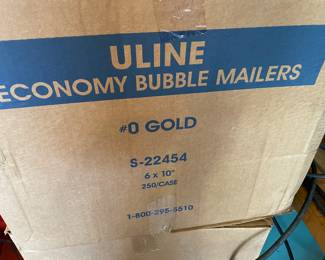 ULINE
ECONOMY BUBBLE MAILERS
#0 GOLD
S-22454
6 x 10"
250/CASE
1-800-295-5510